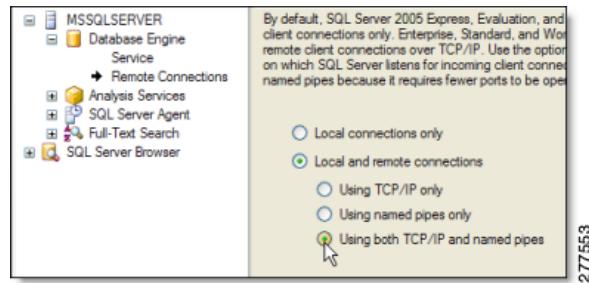 MSSQLSERVER
Database Engine
Service
Remote Connections
Analysis Services
SQL Server Agent
Full-Text Search
SQL Server Browser
By default, SQL Server 2005 Express, Evaluation, and
client connections only. Enterprise, Standard, and
remote client connections over TCP/IP. Use the
on which SQL Server listens for incoming client
named pipes because it requires fewer ports to be
Local connections only
Local and remote connections
Using TCP/IP only
Using named pipes only
Using both TCP/IP and named pipes
277553